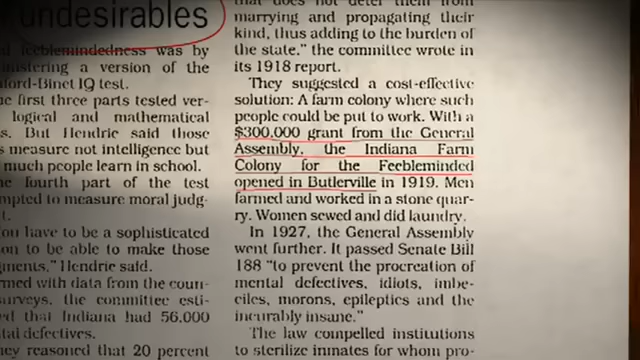 undesirables
feeblemindedness was by
istering a version of the
ford-Binet IQ test.
e first three parts tested ver-
logical and mathematical
s. But Hendrie said those
s measure not intelligence but
much people learn in school.
e fourth part of the test
mpted to measure moral judg-
t.
ou have to be a sophisticated
on to be able to make those
gments," Hendrie said.
rmed with data from the coun-
surveys, the committee esti-
d that Indiana had 56,000
tal defectives.
ey reasoned that 20 percent
that does not deter them from
marrying and propagating their
kind, thus adding to the burden of
the state." the committee wrote in
its 1918 report.
They suggested a cost-effective
solution: A farm colony where such
people could be put to work. With a
$300,000 grant from the General
Assembly, the Indiana Farm
Colony for the Feebleminded
opened in Butlerville in 1919. Men
farmed and worked in a stone quar-
ry. Women sewed and did laundry.
In 1927, the General Assembly
went further. It passed Senate Bill
188 "to prevent the procreation of
mental defectives, idiots, imbe-
ciles, morons, epileptics and the
incurably insane."
The law compelled institutions
to sterilize inmates for whom pro-